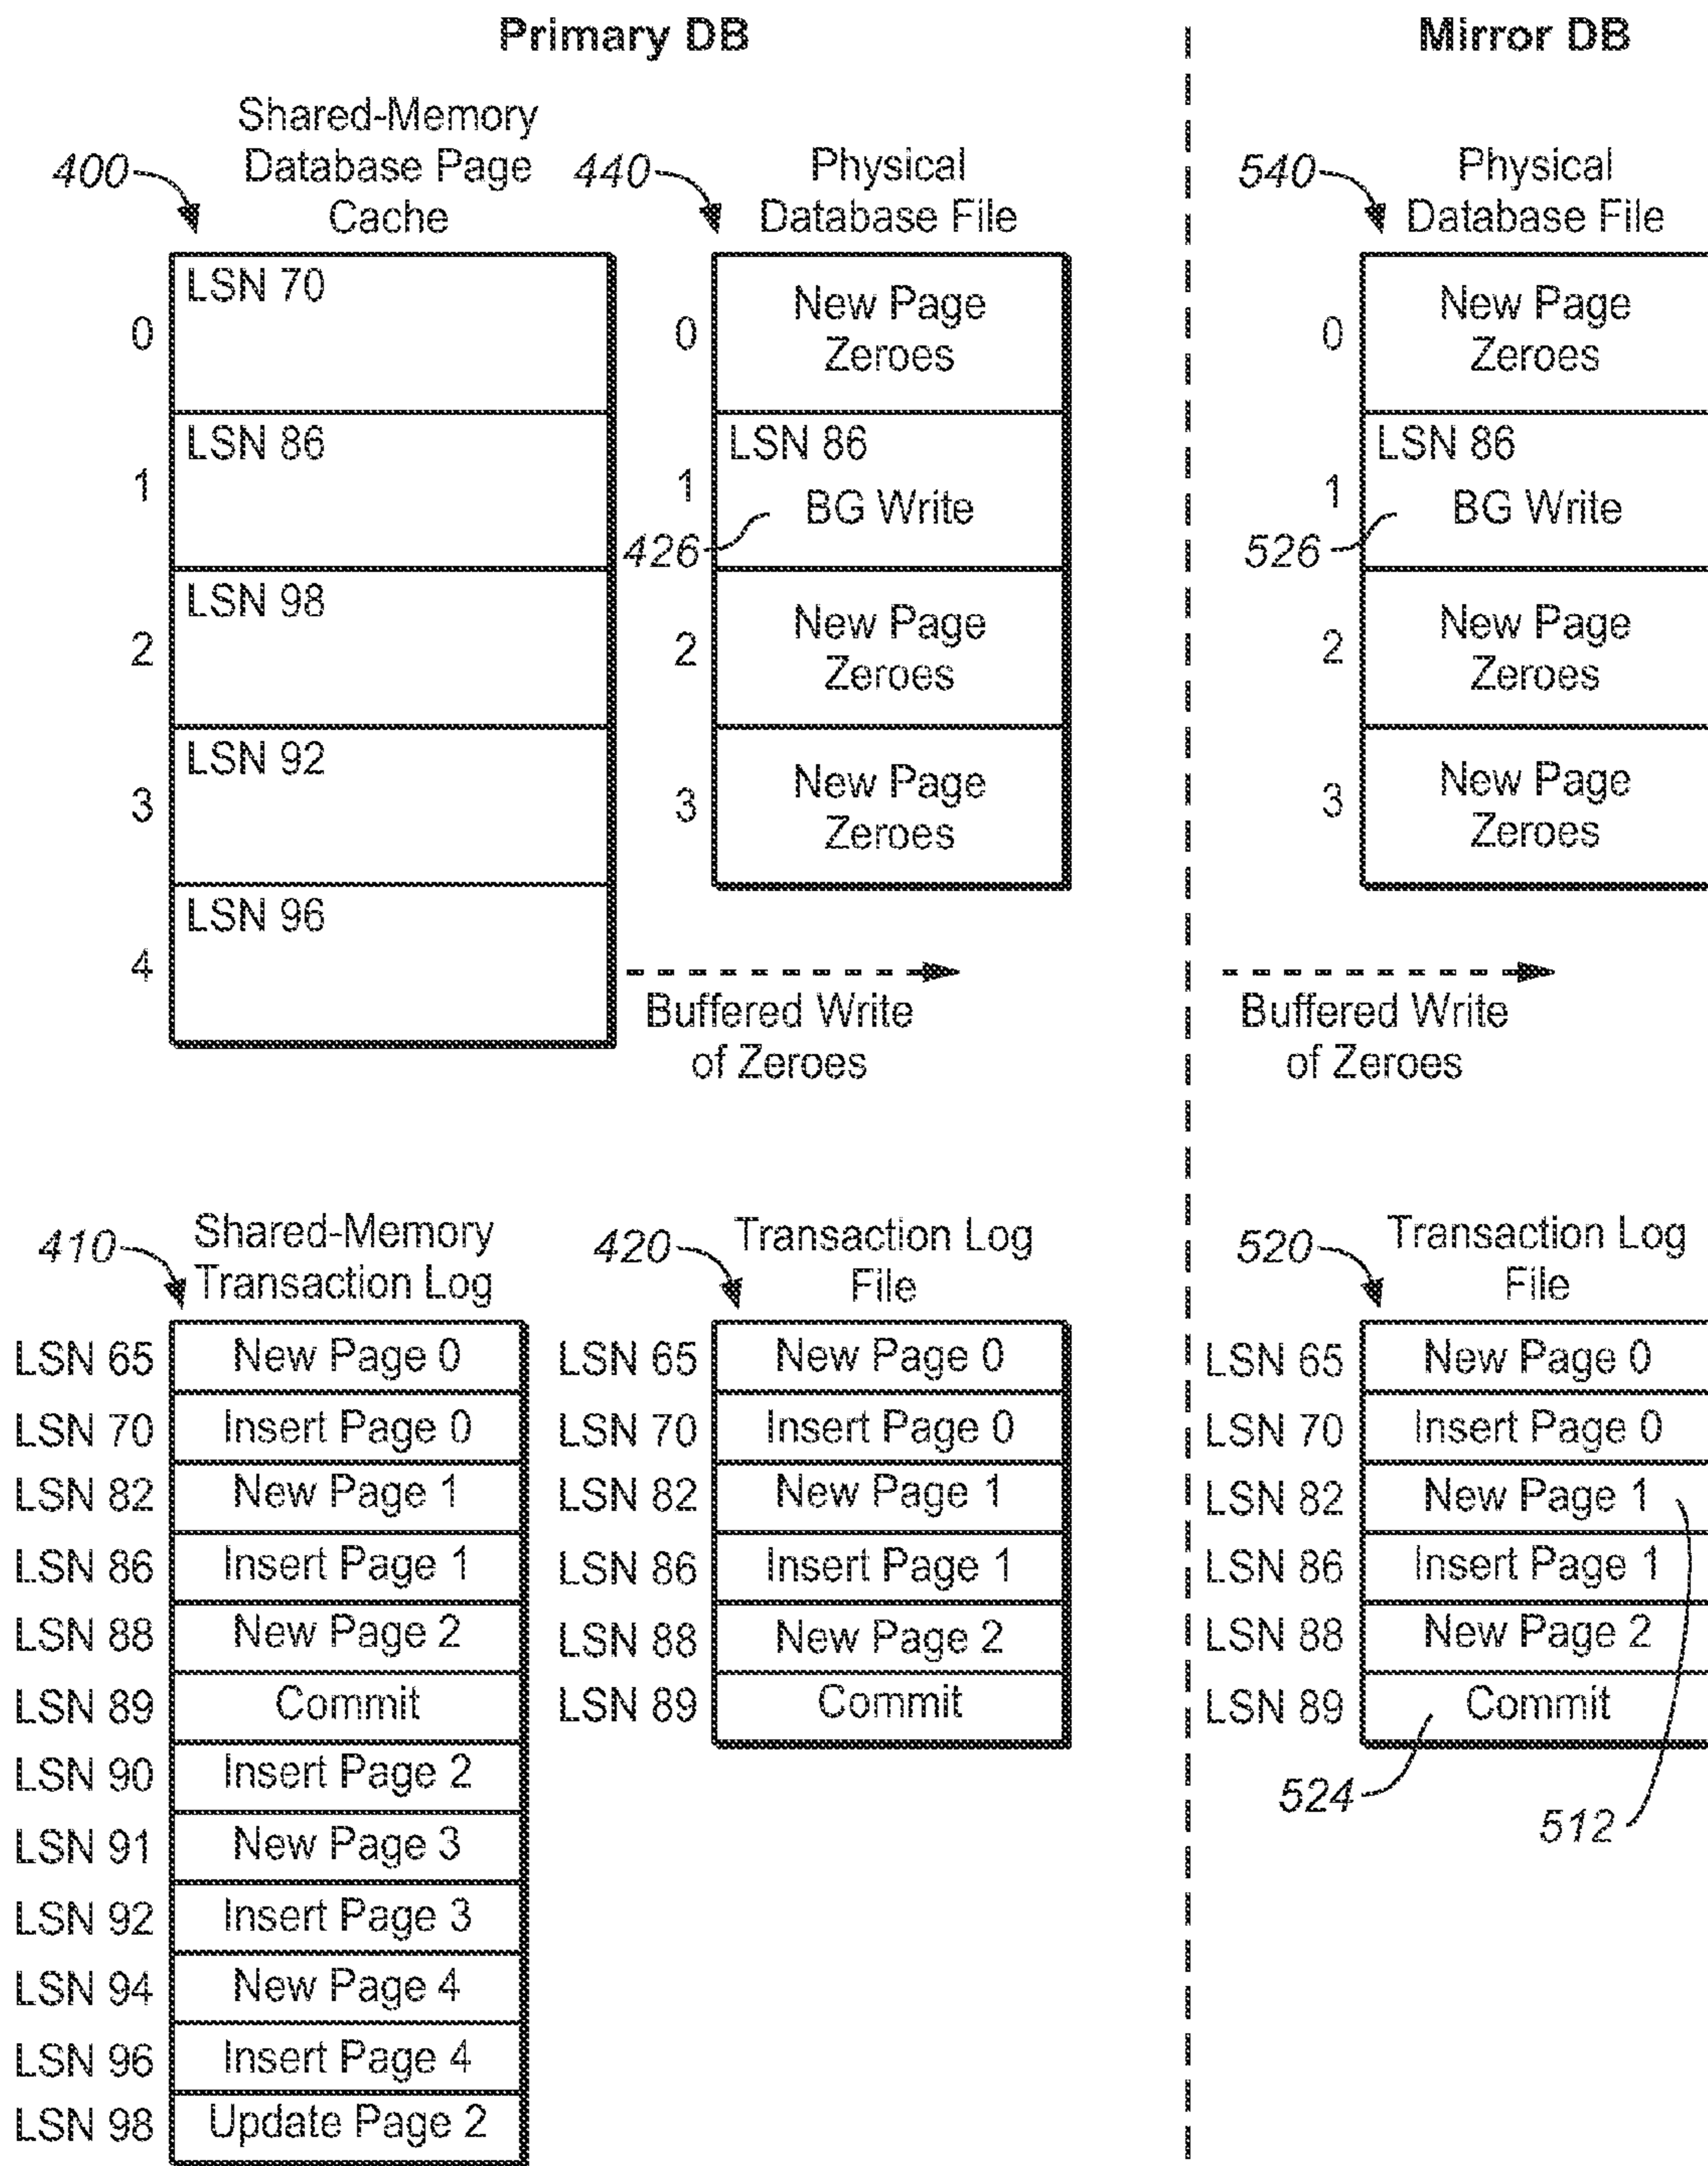 Primary DB
Mirror DB
400
Shared-Memory
Database Page
Cache
440
Physical
Database File
540
Physical
Database File
0
LSN 70
0
New Page
Zeroes
0
New Page
Zeroes
1
LSN 86
1
LSN 86
BG Write
426
1
LSN 86
BG Write
526
2
LSN 98
2
New Page
Zeroes
2
New Page
Zeroes
3
LSN 92
3
New Page
Zeroes
3
New Page
Zeroes
4
LSN 96
Buffered Write
of Zeroes
Buffered Write
of Zeroes
410
Shared-Memory
Transaction Log
LSN 65 New Page 0
LSN 70 Insert Page 0
LSN 82 New Page 1
LSN 86 Insert Page 1
LSN 88 New Page 2
LSN 89 Commit
LSN 90 Insert Page 2
LSN 91 New Page 3
LSN 92 Insert Page 3
LSN 94 New Page 4
LSN 96 Insert Page 4
LSN 98 Update Page 2
420
Transaction Log
File
LSN 65 New Page 0
LSN 70 Insert Page 0
LSN 82 New Page 1
LSN 86 Insert Page 1
LSN 88 New Page 2
LSN 89 Commit
520
Transaction Log
File
LSN 65 New Page 0
LSN 70 Insert Page 0
LSN 82 New Page 1
LSN 86 Insert Page 1
LSN 88 New Page 2
LSN 89 Commit
524
512